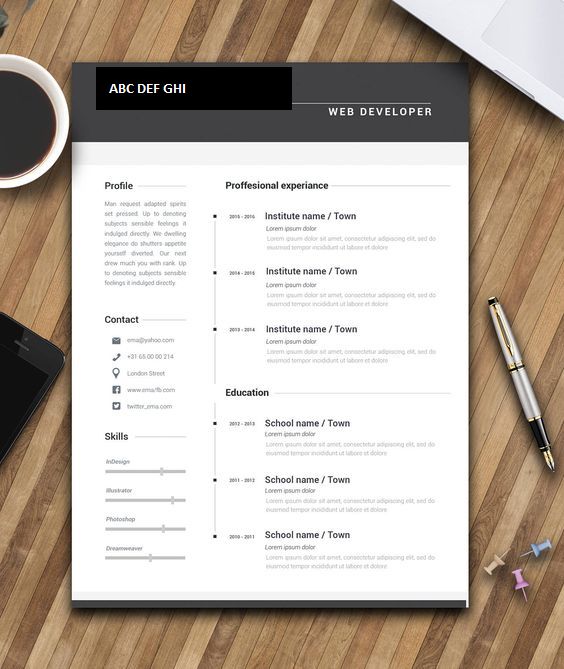 ABC DEF GHI
WEB DEVELOPER
Profile
Man request adapted spirits
set pressed. Up to denoting
subjects sensible feelings it
indulged directly. We dwelling
elegance do shutters appetite
yourself diverted. Our next
drew much you with rank. Up
to denoting subjects sensible
feelings it indulged directly.
Contact
ema@yahoo.com
+31 65 00 00 214
London Street
www.ema/fb.com
twitter_ema.com
Skills
InDesign
Illustrator
Photoshop
Dreamweaver
Proffesional experiance
2015 - 2016
Institute name / Town
Lorem ipsum dolor
Lorem ipsum dolor sit amet, consectetur adipiscing elit, sed do
eiusmod tempor incididunt ut labore et dolore
2014 - 2015
Institute name / Town
Lorem ipsum dolor
Lorem ipsum dolor sit amet, consectetur adipiscing elit, sed do
eiusmod tempor incididunt ut labore et dolore
2013 - 2014
Institute name / Town
Lorem ipsum dolor
Lorem ipsum dolor sit amet, consectetur adipiscing elit, sed do
eiusmod tempor incididunt ut labore et dolore
Education
2012 - 2013
School name / Town
Lorem ipsum dolor
Lorem ipsum dolor sit amet, consectetur adipiscing elit, sed do
eiusmod tempor incididunt ut labore et dolore
2011 - 2012
School name / Town
Lorem ipsum dolor
Lorem ipsum dolor sit amet, consectetur adipiscing elit, sed do
eiusmod tempor incididunt ut labore et dolore
2010 - 2011
School name / Town
Lorem ipsum dolor
Lorem ipsum dolor sit amet, consectetur adipiscing elit, sed do
eiusmod tempor incididunt ut labore et dolore